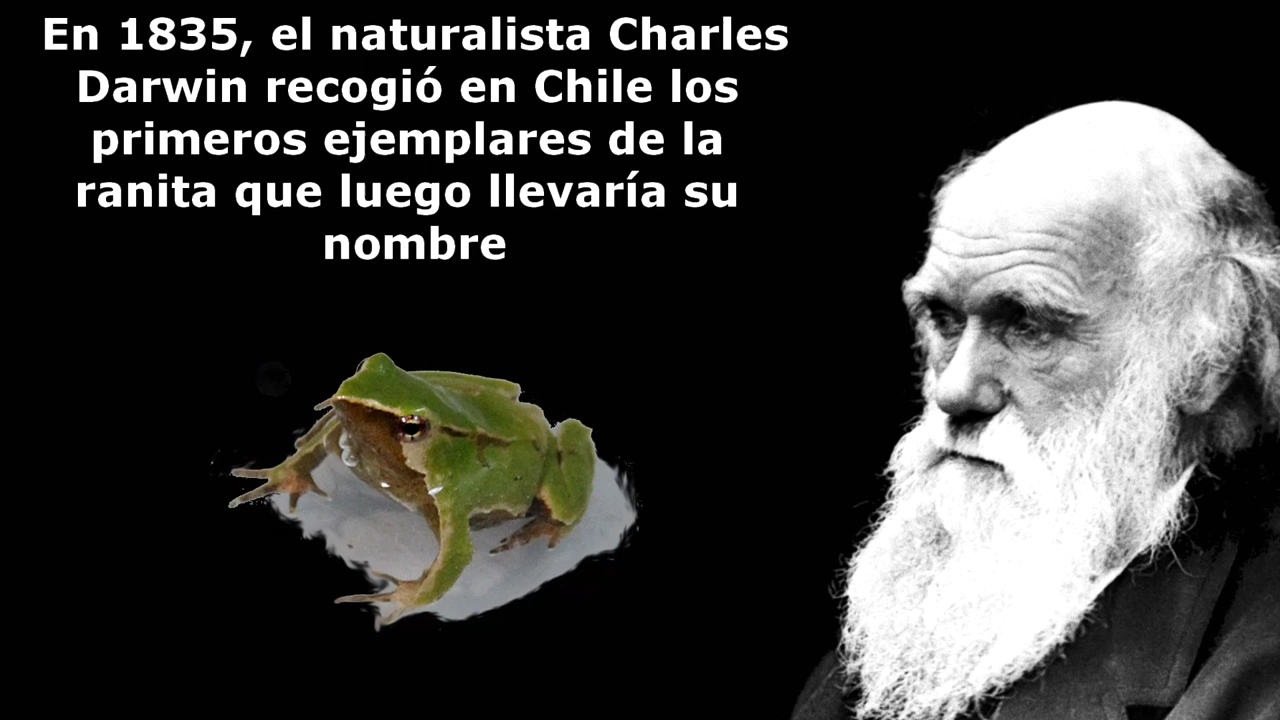 En 1835, el naturalista Charles
Darwin recogió en Chile los
primeros ejemplares de la
ranita que luego llevaría su
nombre